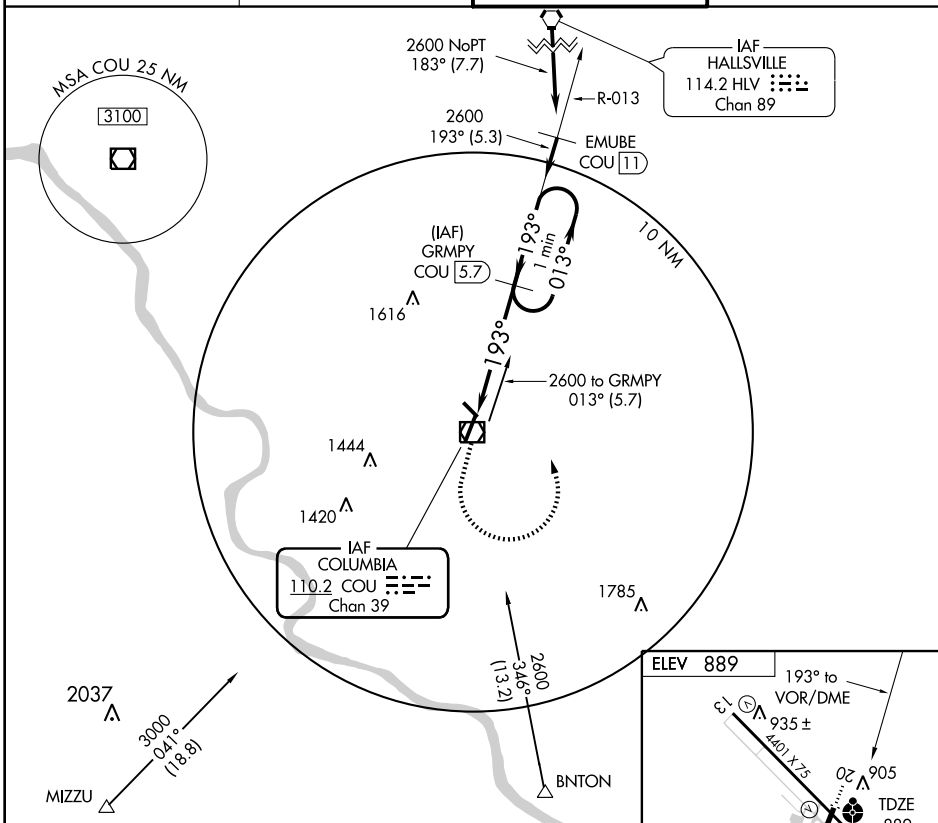 MSA COU 25 NM
3100
2600 NoPT
183° (7.7)
IAF
HALLSVILLE
114.2 HLV
Chan 89
R-013
2600
193° (5.3)
EMUBE
COU 11
10 NM
193°
1 min
013°
(IAF)
GRMPY
COU 5.7
1616
193°
2600 to GRMPY
013° (5.7)
1444
1420
IAF
COLUMBIA
110.2 COU
Chan 39
1785
2037
3000
041°
(18.8)
MIZZU
2600
346°
(13.2)
BNTON
ELEV 889
193° to
VOR/DME
13
V
935 ±
4401 X 75
20
905
V
TDZE